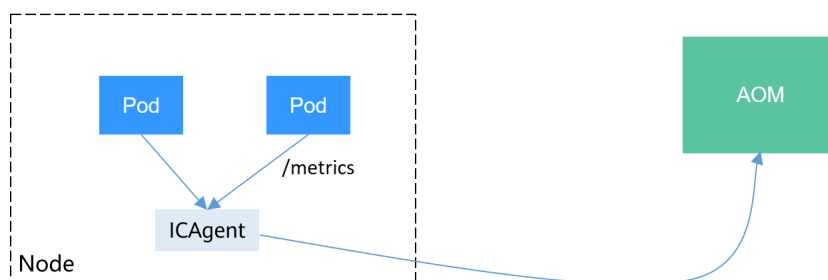 Pod
Pod
AOM
/metrics
ICAgent
Node